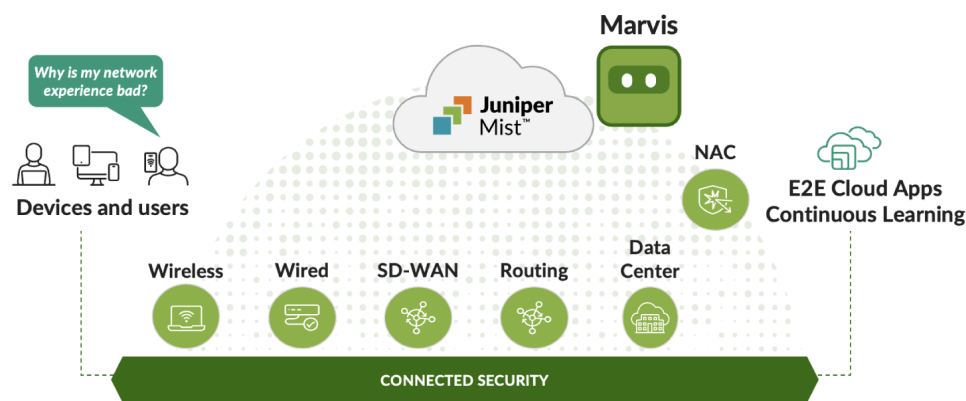 Marvis
Why is my network
experience bad?
Juniper
Mist™
NAC
Devices and users
E2E Cloud Apps
Continuous Learning
Wireless
Wired
SD-WAN
Routing
Data
Center
CONNECTED SECURITY